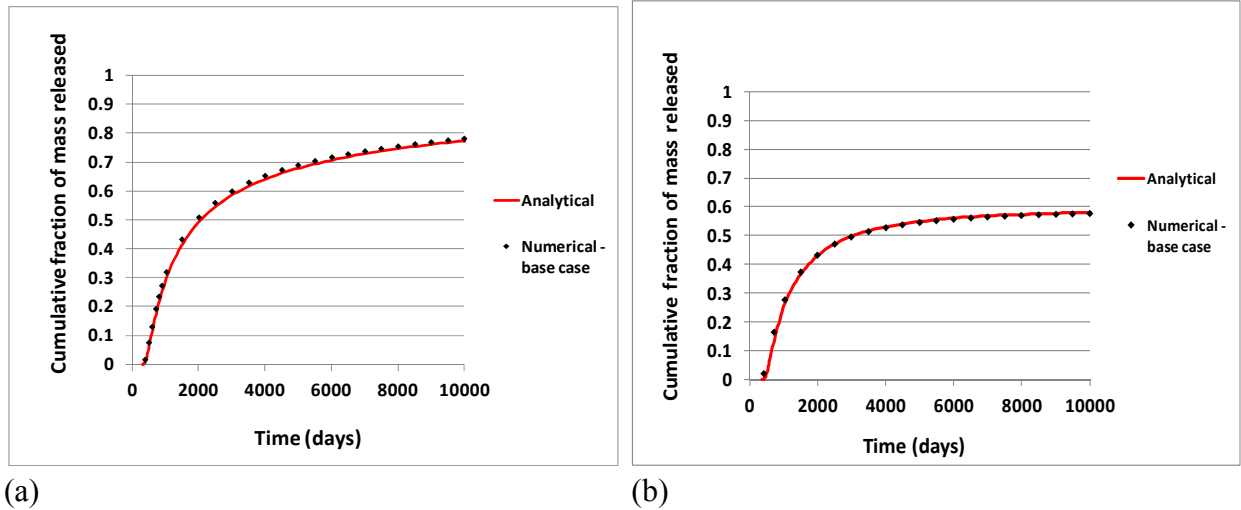 Cumulative fraction of mass released
1
0.9
0.8
0.7
0.6
0.5
0.4
0.3
0.2
0.1
0
0 2000 4000 6000 8000 10000
Time (days)
Analytical
Numerical -
base case
(a)
Cumulative fraction of mass released
1
0.9
0.8
0.7
0.6
0.5
0.4
0.3
0.2
0.1
0
0 2000 4000 6000 8000 10000
Time (days)
Analytical
Numerical -
base case
(b)